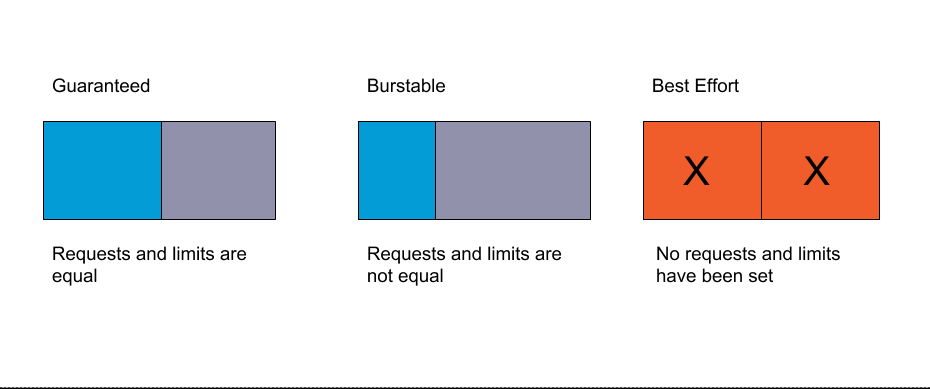 Guaranteed
Burstable
Best Effort
X
X
Requests and limits are
equal
Requests and limits are
not equal
No requests and limits
have been set